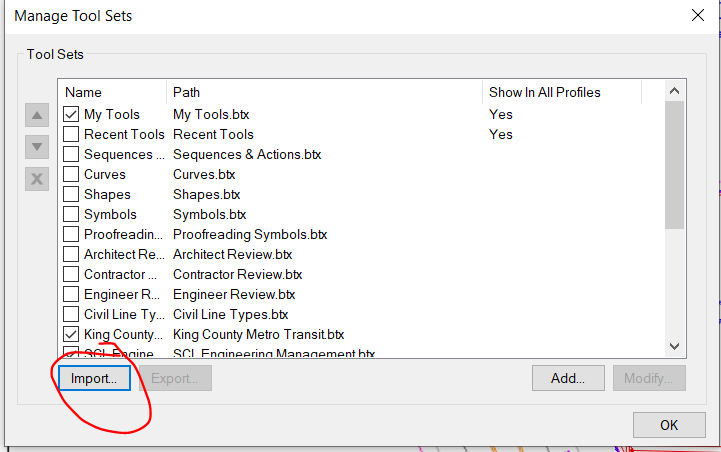 Manage Tool Sets
Tool Sets
Name Path Show In All Profiles
My Tools My Tools.btx Yes
Recent Tools Recent Tools Yes
Sequences ... Sequences & Actions.btx
Curves Curves.btx
Shapes Shapes.btx
Symbols Symbols.btx
Proofreadin... Proofreading Symbols.btx
Architect Re... Architect Review.btx
Contractor ... Contractor Review.btx
Engineer R... Engineer Review.btx
Civil Line Ty... Civil Line Types.btx
King County... King County Metro Transit.btx
SCL Engine... SCL Engineering Management.btx
Import... Export... Add... Modify...
OK